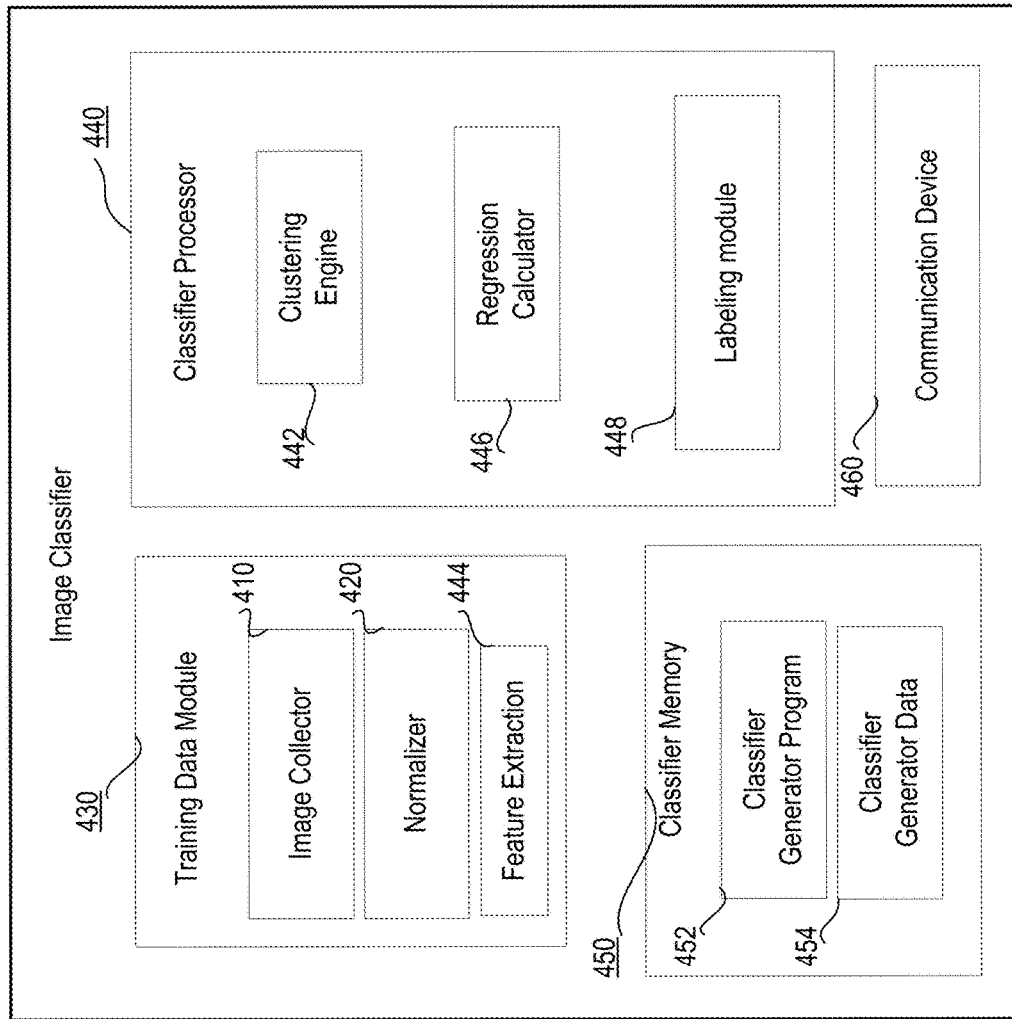 Image Classifier
430
Training Data Module
410
Image Collector
420
Normalizer
444
Feature Extraction
440
Classifier Processor
442
Clustering
Engine
446
Regression
Calculator
448
Labeling module
450
Classifier Memory
452
Classifier
Generator Program
454
Classifier
Generator Data
460
Communication Device